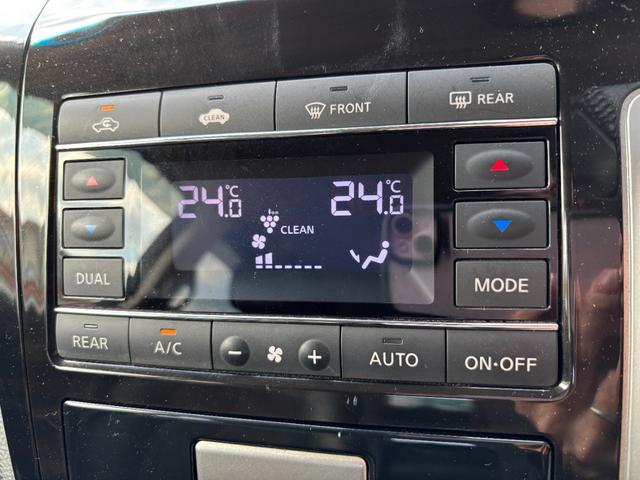 CLEAN
FRONT
REAR
24.0°C
24.0°C
CLEAN
DUAL
MODE
REAR
A/C
− +
AUTO
ON·OFF